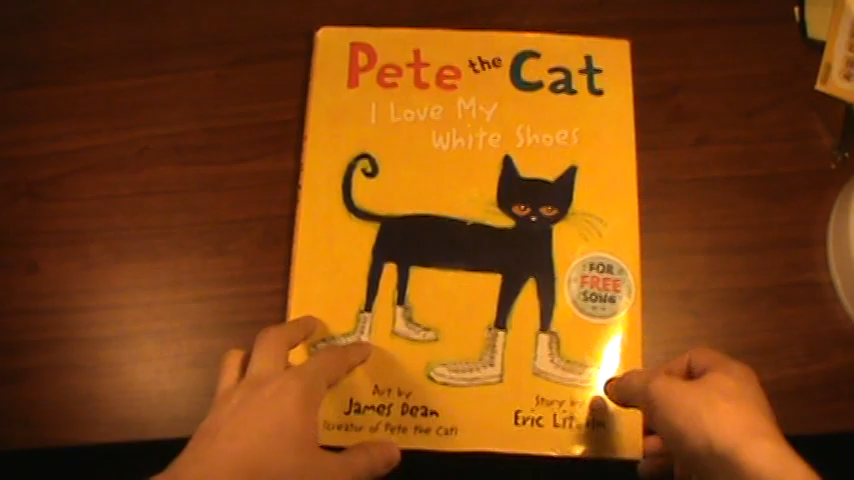 Pete the Cat
I Love My
White Shoes
FOR
FREE
SONG
Art by
James Dean
(creator of Pete the Cat)
Story by
Eric